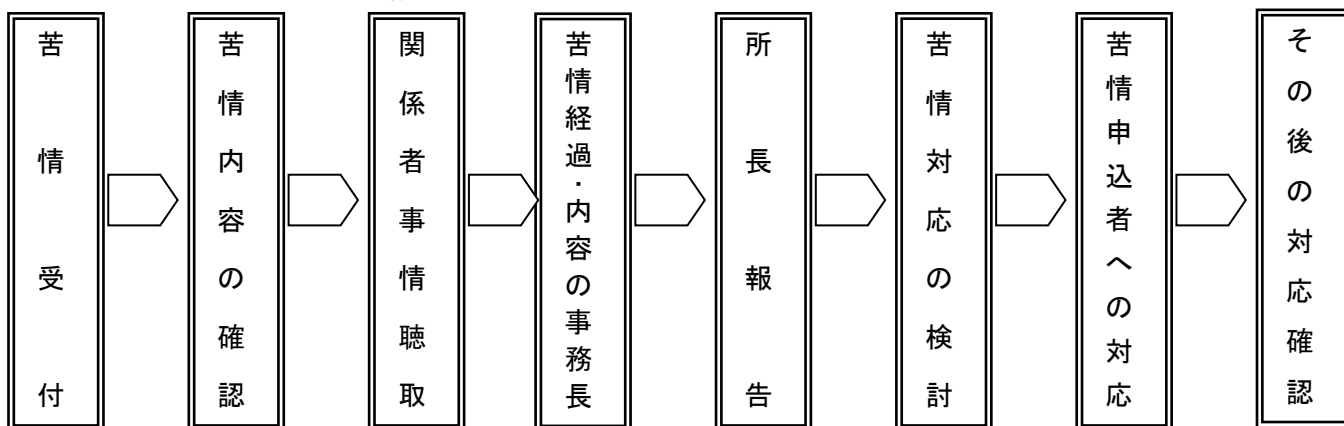 苦情受付
苦情内容の確認
関係者事情聴取
苦情経過・内容の事務長
所長報告
苦情対応の検討
苦情申込者への対応
その後の対応確認